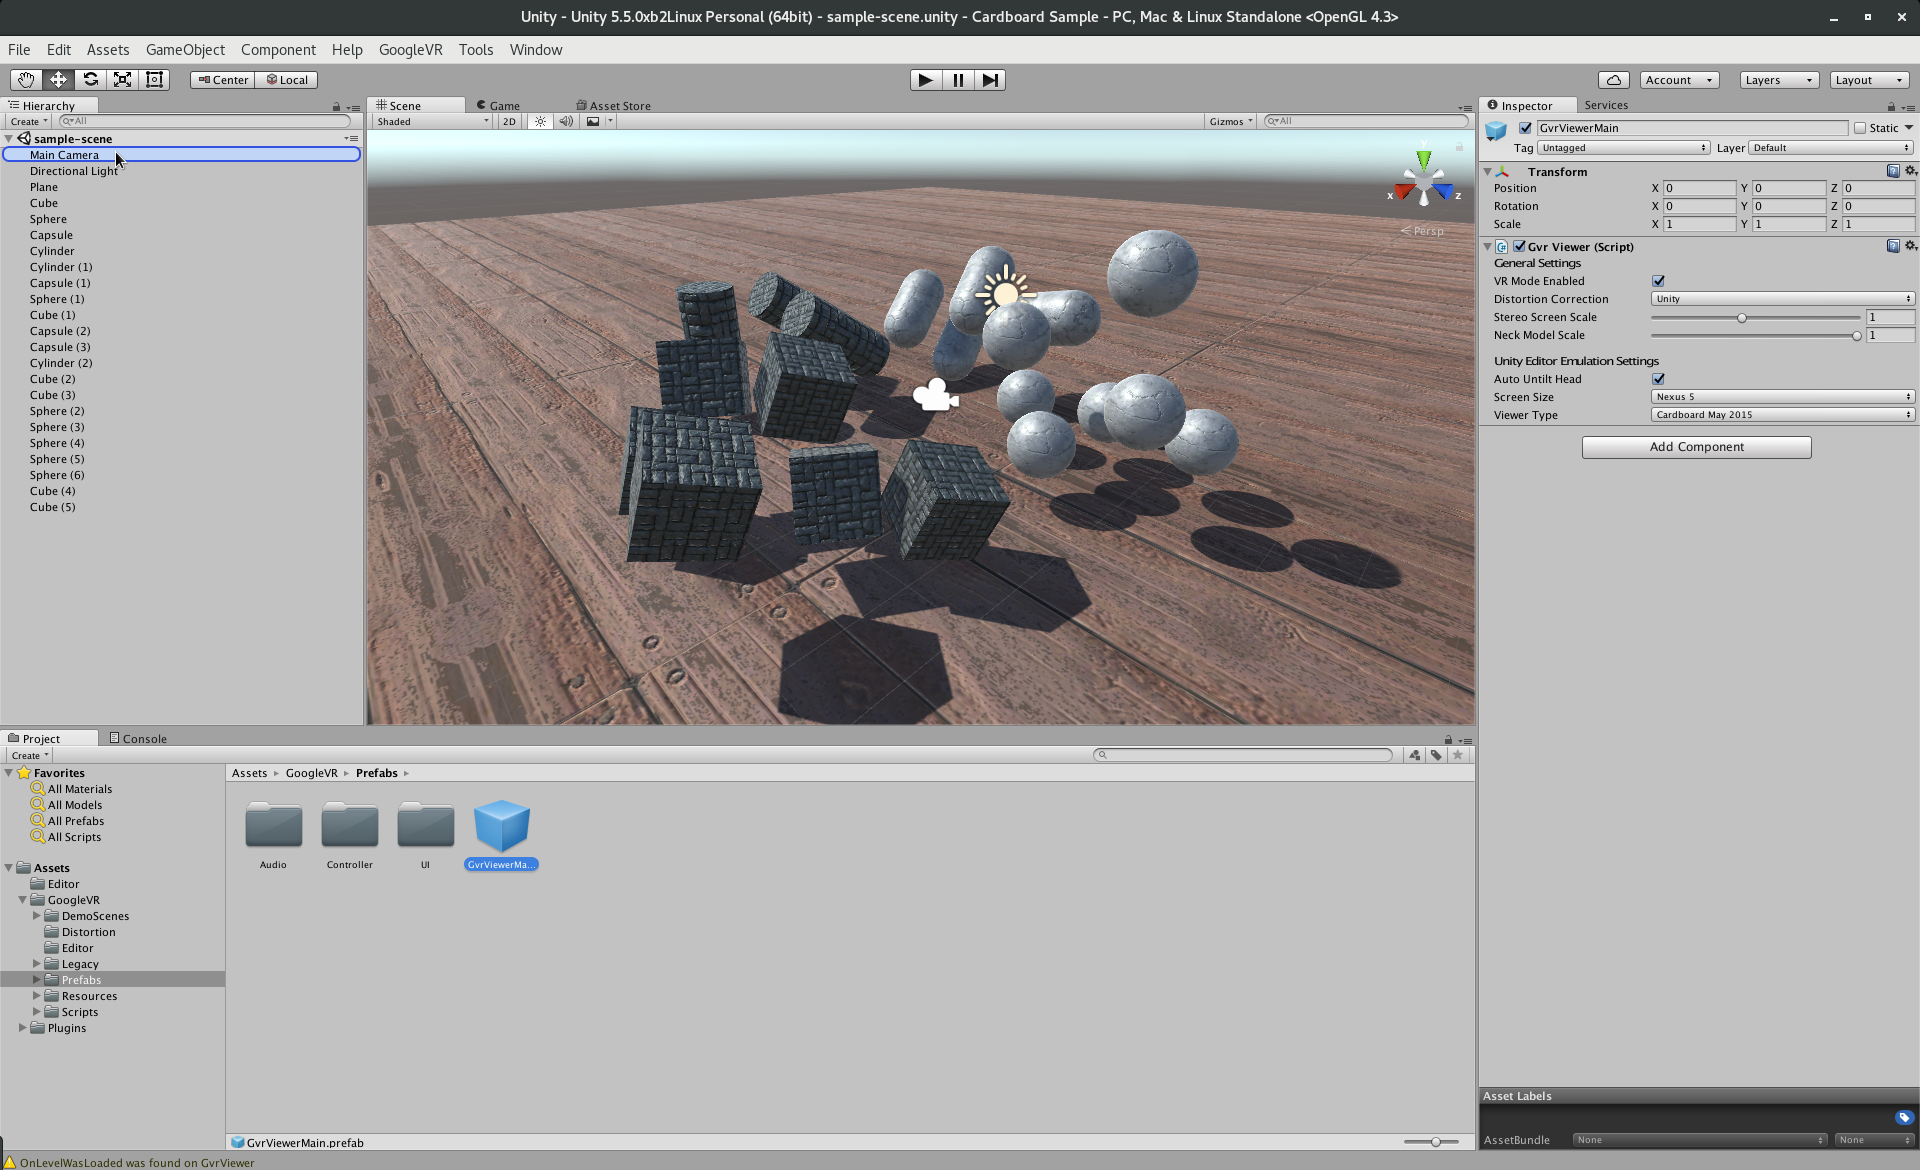 Unity - Unity 5.5.0xb2Linux Personal (64bit) - sample-scene.unity - Cardboard Sample - PC, Mac & Linux Standalone <OpenGL 4.3>
File Edit Assets GameObject Component Help GoogleVR Tools Window
Center Local Account Layers Layout
Hierarchy
Create All
sample-scene
Main Camera
Directional Light
Plane
Cube
Sphere
Capsule
Cylinder
Cylinder (1)
Capsule (1)
Sphere (1)
Cube (1)
Capsule (2)
Capsule (3)
Cylinder (2)
Cube (2)
Cube (3)
Sphere (2)
Sphere (3)
Sphere (4)
Sphere (5)
Sphere (6)
Cube (4)
Cube (5)
Scene Game Asset Store
Shaded 2D Gizmos All
y
x z
Persp
Inspector Services
GvrViewerMain Static
Tag Untagged Layer Default
Transform
Position X 0 Y 0 Z 0
Rotation X 0 Y 0 Z 0
Scale X 1 Y 1 Z 1
Gvr Viewer (Script)
General Settings
VR Mode Enabled
Distortion Correction Unity
Stereo Screen Scale 1
Neck Model Scale 1
Unity Editor Emulation Settings
Auto Untilt Head
Screen Size Nexus 5
Viewer Type Cardboard May 2015
Add Component
Project Console
Create
Favorites
All Materials
All Models
All Prefabs
All Scripts
Assets
Editor
GoogleVR
DemoScenes
Distortion
Editor
Legacy
Prefabs
Resources
Scripts
Plugins
Assets GoogleVR Prefabs
Audio Controller UI GvrViewerMa...
GvrViewerMain.prefab
Asset Labels
AssetBundle None None
OnLevelWasLoaded was found on GvrViewer